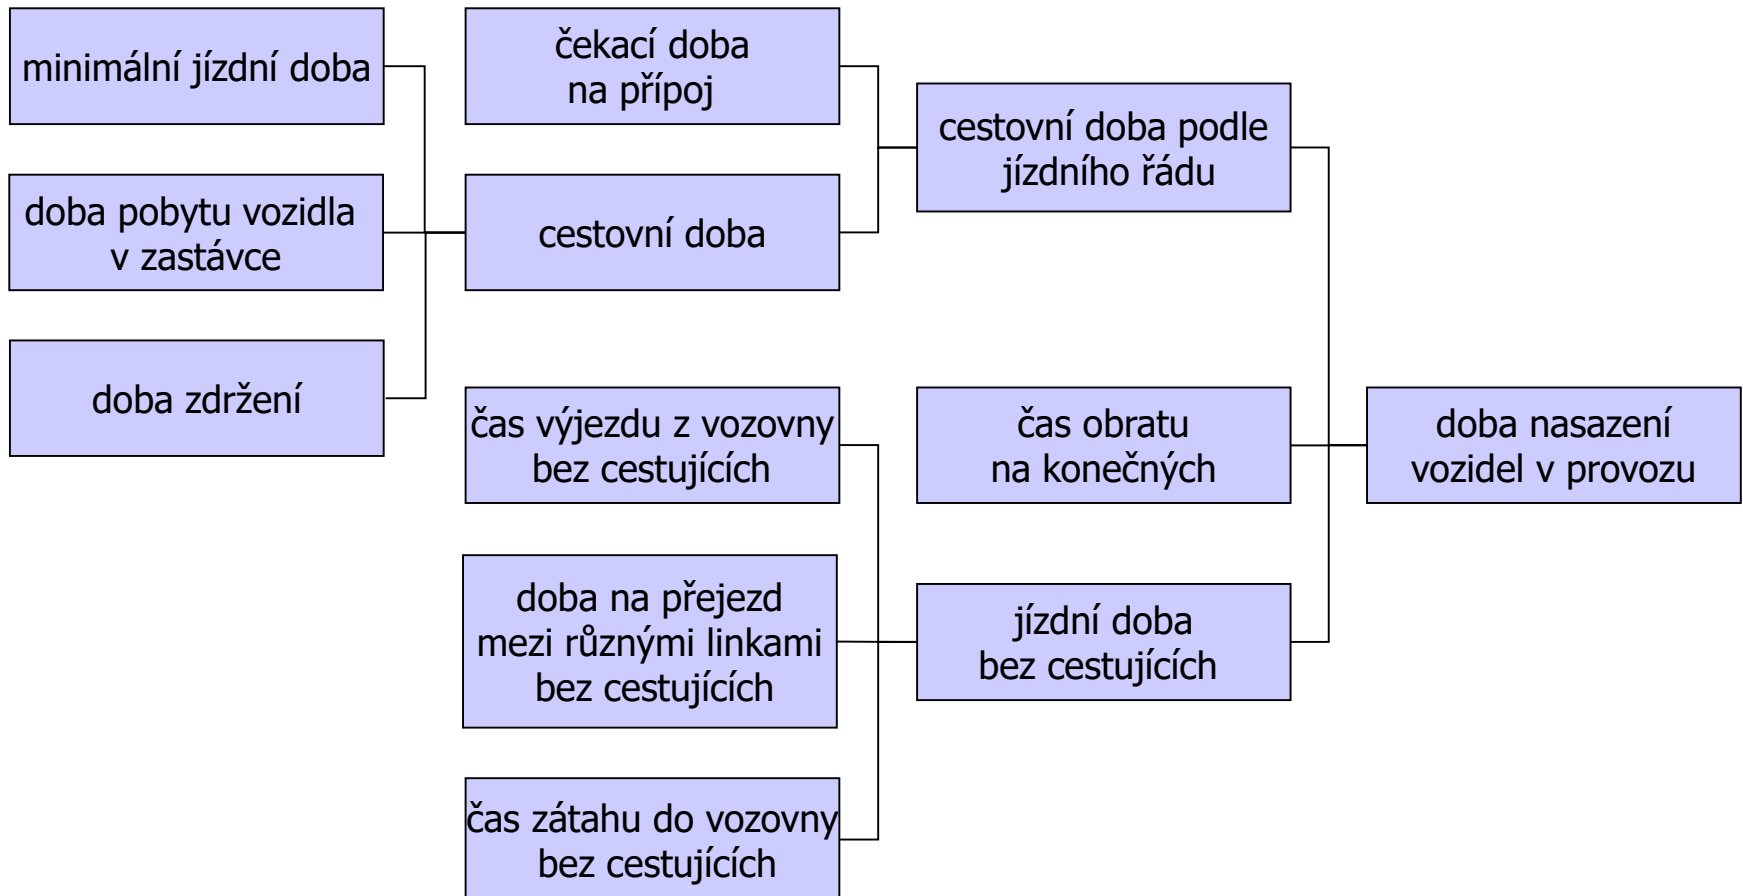 minimální jízdní doba
doba pobytu vozidla
v zastávce
doba zdržení
čekací doba
na přípoj
cestovní doba
čas výjezdu z vozovny
bez cestujících
doba na přejezd
mezi různými linkami
bez cestujících
čas zátahu do vozovny
bez cestujících
cestovní doba podle
jízdního řádu
čas obratu
na konečných
jízdní doba
bez cestujících
doba nasazení
vozidel v provozu